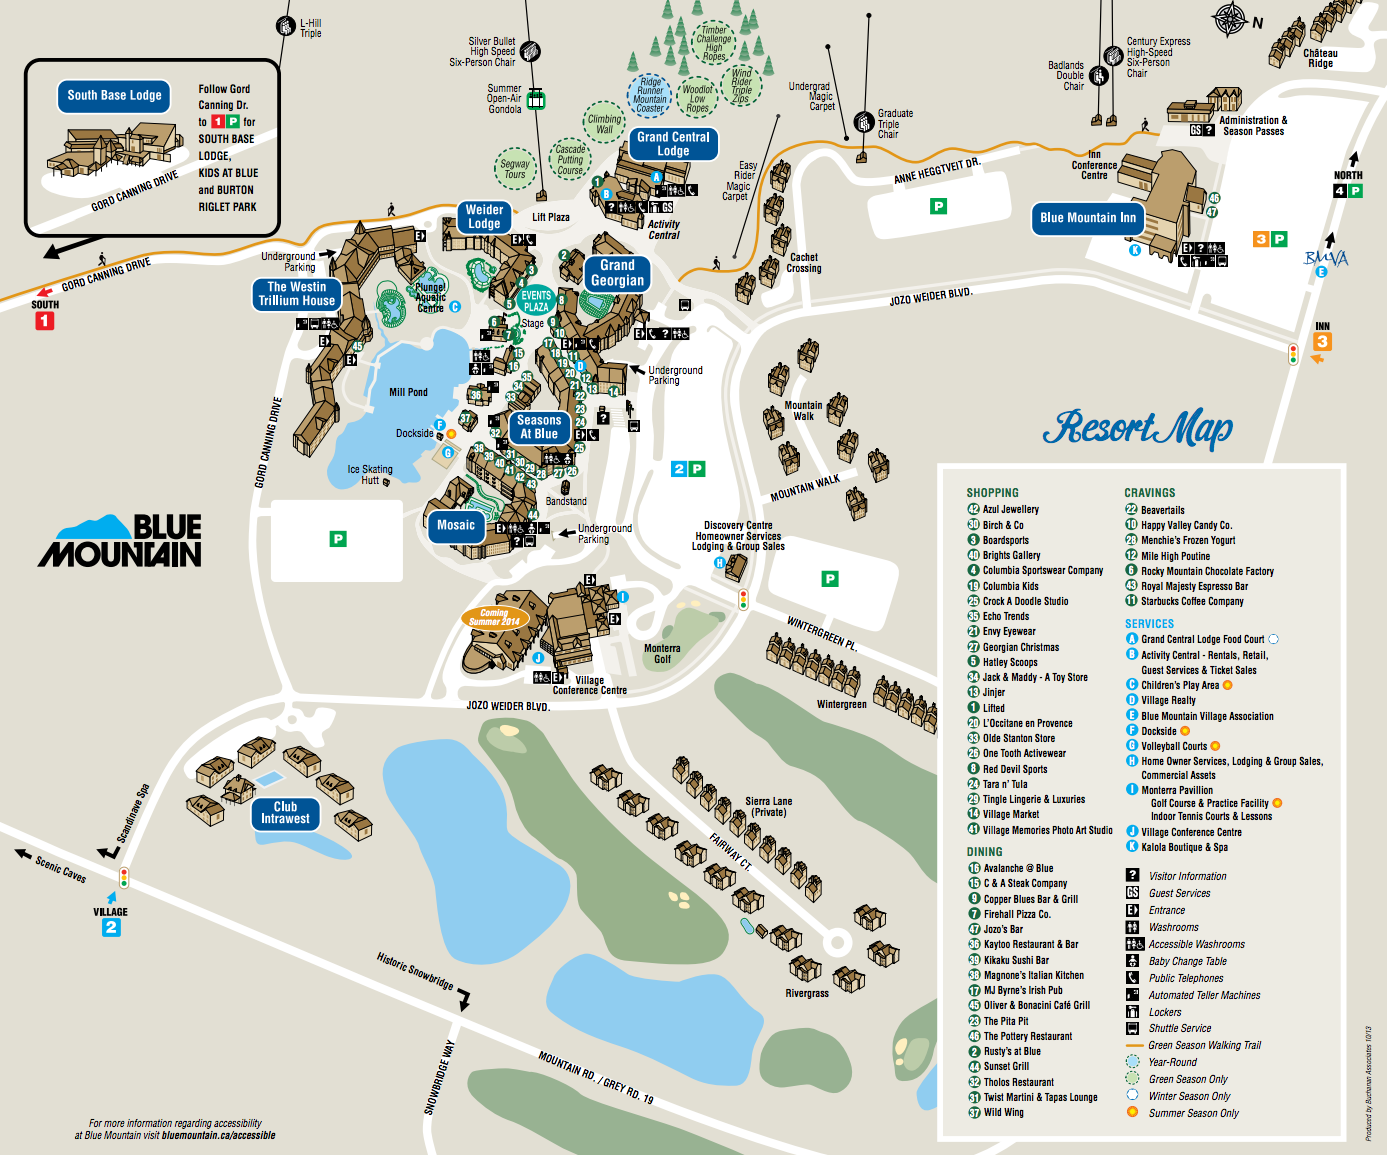 L-Hill
Triple
Silver Bullet
High Speed
Six-Person Chair
Summer
Open-Air
Gondola
Timber
Challenge
High
Ropes
Ridge
Runner
Mountain
Coaster
Woodlot
Low
Ropes
Wind
Rider
Triple
Zips
Climbing
Wall
Cascade
Putting
Course
Segway
Tours
Undergrad
Magic
Carpet
Graduate
Triple
Chair
Easy
Rider
Magic
Carpet
Badlands
Double
Chair
Century Express
High-Speed
Six-Person
Chair
N
Château
Ridge
Administration &
Season Passes
GS ?
Inn
Conference
Centre
Blue Mountain Inn
46
47
K
NORTH
4 P
3 P
BMVA
E
INN
3
South Base Lodge
Follow Gord
Canning Dr.
to 1 P for
SOUTH BASE
LODGE,
KIDS AT BLUE
and BURTON
RIGLET PARK
GORD CANNING DRIVE
GORD CANNING DRIVE
SOUTH
1
Underground
Parking
The Westin
Trillium House
Weider
Lodge
Lift Plaza
Grand Central
Lodge
A
1
B
Activity
Central
Grand
Georgian
ANNE HEGGTVEIT DR.
P
Cachet
Crossing
JOZO WEIDER BLVD.
Plunge!
Aquatic
Centre
C
EVENTS
PLAZA
Stage
Mill Pond
Underground
Parking
Seasons
At Blue
Dockside
F
G
Ice Skating
Hutt
Bandstand
Mosaic
Underground
Parking
GORD CANNING DRIVE
P
2 P
Mountain
Walk
MOUNTAIN WALK
Discovery Centre
Homeowner Services
Lodging & Group Sales
H
P
WINTERGREEN PL.
Wintergreen
Monterra
Golf
Coming
Summer 2014
I
J
Village
Conference Centre
JOZO WEIDER BLVD.
BLUE
MOUNTAIN
Club
Intrawest
Scandinave Spa
Scenic Caves
VILLAGE
2
Historic Snowbridge
SNOWBRIDGE WAY
MOUNTAIN RD. / GREY RD. 19
Sierra Lane
(Private)
FAIRWAY CT.
Rivergrass
For more information regarding accessibility
at Blue Mountain visit bluemountain.ca/accessible
Resort Map
SHOPPING
42 Azul Jewellery
30 Birch & Co
3 Boardsports
40 Brights Gallery
4 Columbia Sportswear Company
19 Columbia Kids
25 Crock A Doodle Studio
35 Echo Trends
21 Envy Eyewear
27 Georgian Christmas
5 Hatley Scoops
34 Jack & Maddy - A Toy Store
13 Jinjer
1 Lifted
20 L'Occitane en Provence
33 Olde Stanton Store
26 One Tooth Activewear
8 Red Devil Sports
24 Tara n' Tula
29 Tingle Lingerie & Luxuries
14 Village Market
41 Village Memories Photo Art Studio
DINING
16 Avalanche @ Blue
15 C & A Steak Company
9 Copper Blues Bar & Grill
7 Firehall Pizza Co.
47 Jozo's Bar
36 Kaytoo Restaurant & Bar
39 Kikaku Sushi Bar
38 Magnone's Italian Kitchen
17 MJ Byrne's Irish Pub
45 Oliver & Bonacini Café Grill
23 The Pita Pit
46 The Pottery Restaurant
2 Rusty's at Blue
44 Sunset Grill
32 Tholos Restaurant
31 Twist Martini & Tapas Lounge
37 Wild Wing
CRAVINGS
22 Beavertails
10 Happy Valley Candy Co.
28 Menchie's Frozen Yogurt
12 Mile High Poutine
6 Rocky Mountain Chocolate Factory
43 Royal Majesty Espresso Bar
11 Starbucks Coffee Company
SERVICES
A Grand Central Lodge Food Court
B Activity Central - Rentals, Retail,
Guest Services & Ticket Sales
C Children's Play Area
D Village Realty
E Blue Mountain Village Association
F Dockside
G Volleyball Courts
H Home Owner Services, Lodging & Group Sales,
Commercial Assets
I Monterra Pavillion
Golf Course & Practice Facility
Indoor Tennis Courts & Lessons
J Village Conference Centre
K Kalola Boutique & Spa
? Visitor Information
GS Guest Services
E Entrance
Washrooms
Accessible Washrooms
Baby Change Table
Public Telephones
Automated Teller Machines
Lockers
Shuttle Service
Green Season Walking Trail
Year-Round
Green Season Only
Winter Season Only
Summer Season Only
Produced by Buchanan Associates 10/13